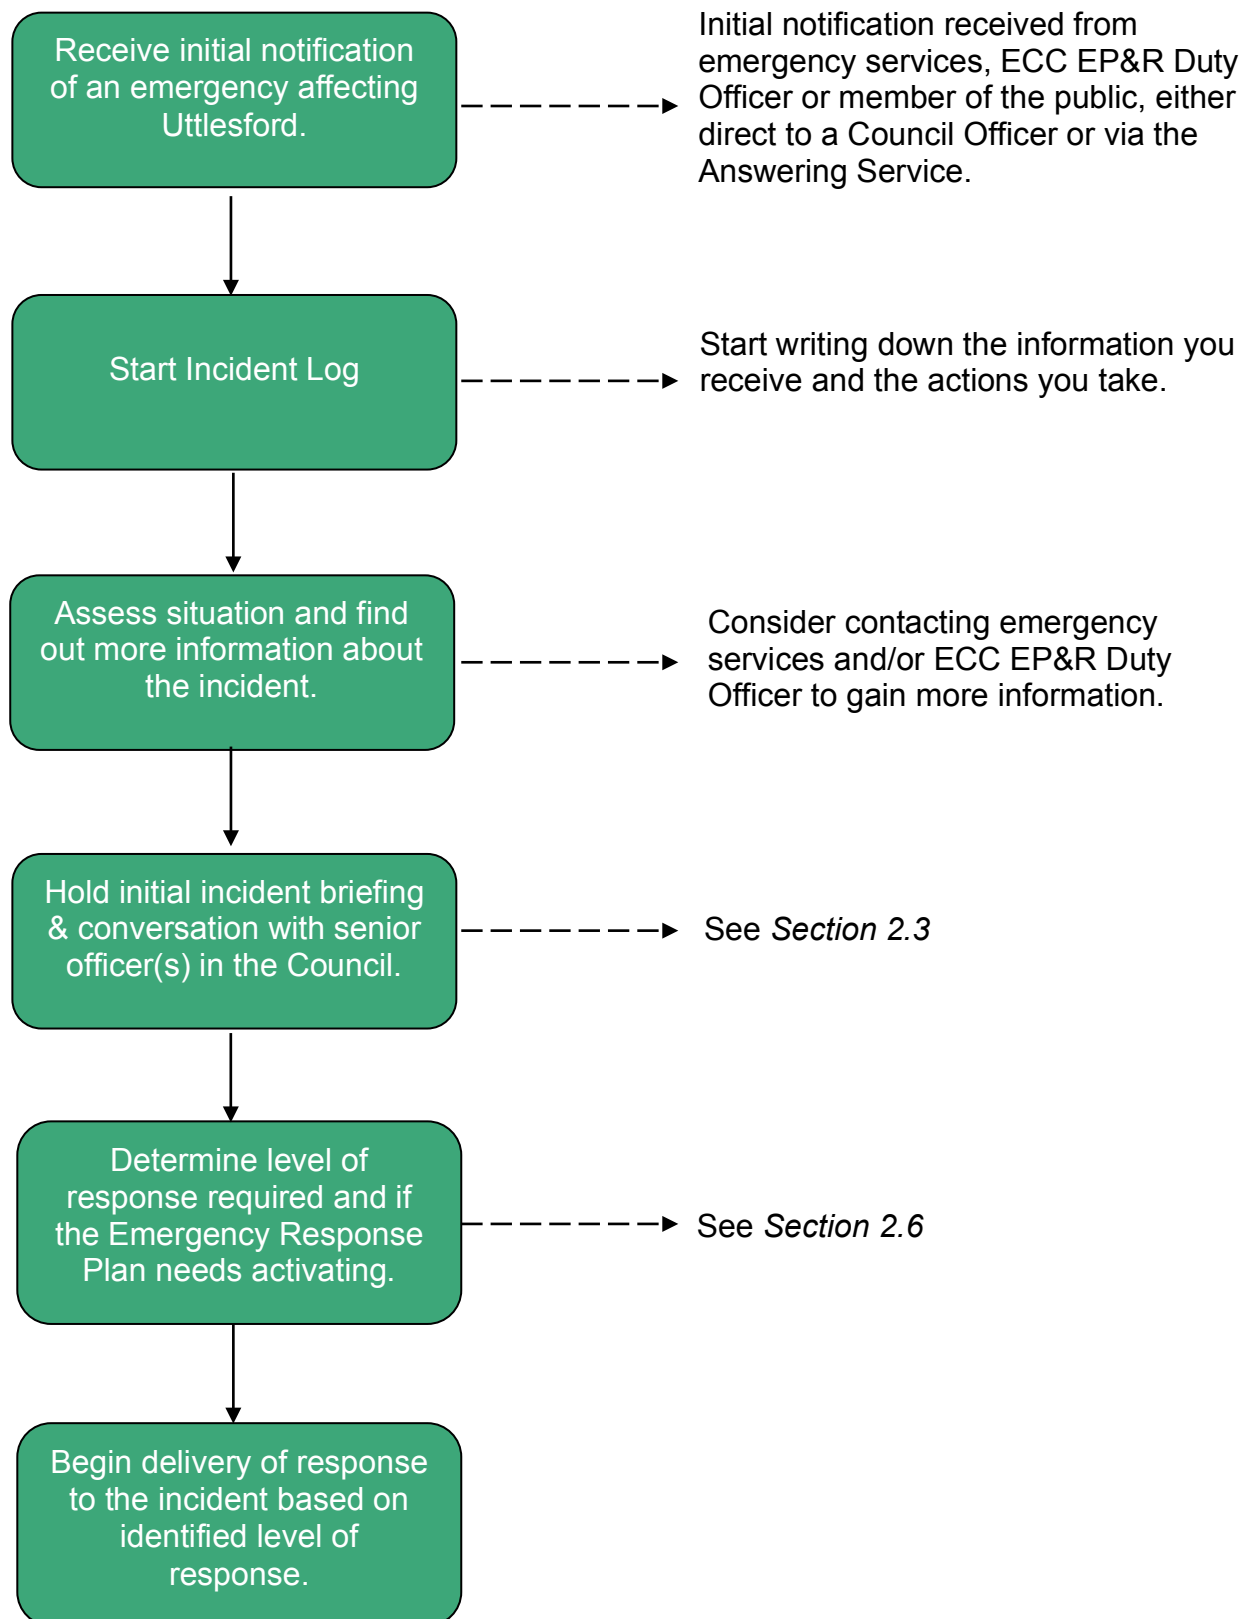 Receive initial notification
of an emergency affecting
Uttlesford.
Initial notification received from
emergency services, ECC EP&R Duty
Officer or member of the public, either
direct to a Council Officer or via the
Answering Service.
Start Incident Log
Start writing down the information you
receive and the actions you take.
Assess situation and find
out more information about
the incident.
Consider contacting emergency
services and/or ECC EP&R Duty
Officer to gain more information.
Hold initial incident briefing
& conversation with senior
officer(s) in the Council.
See Section 2.3
Determine level of
response required and if
the Emergency Response
Plan needs activating.
See Section 2.6
Begin delivery of response
to the incident based on
identified level of
response.